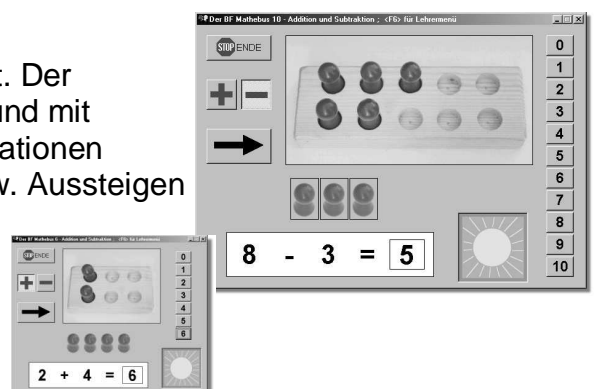 t. Der
und mit
ationen
w. Aussteigen
Der BF Mathebus 10 - Addition und Subtraktion ; <F6> für Lehrermenü
STOP ENDE
+ -
0
1
2
3
4
5
6
7
8
9
10
8 - 3 = 5
Der BF Mathebus 6 - Addition und Subtraktion ; <F6> für Lehrermenü
STOP ENDE
+ -
0
1
2
3
4
5
6
2 + 4 = 6